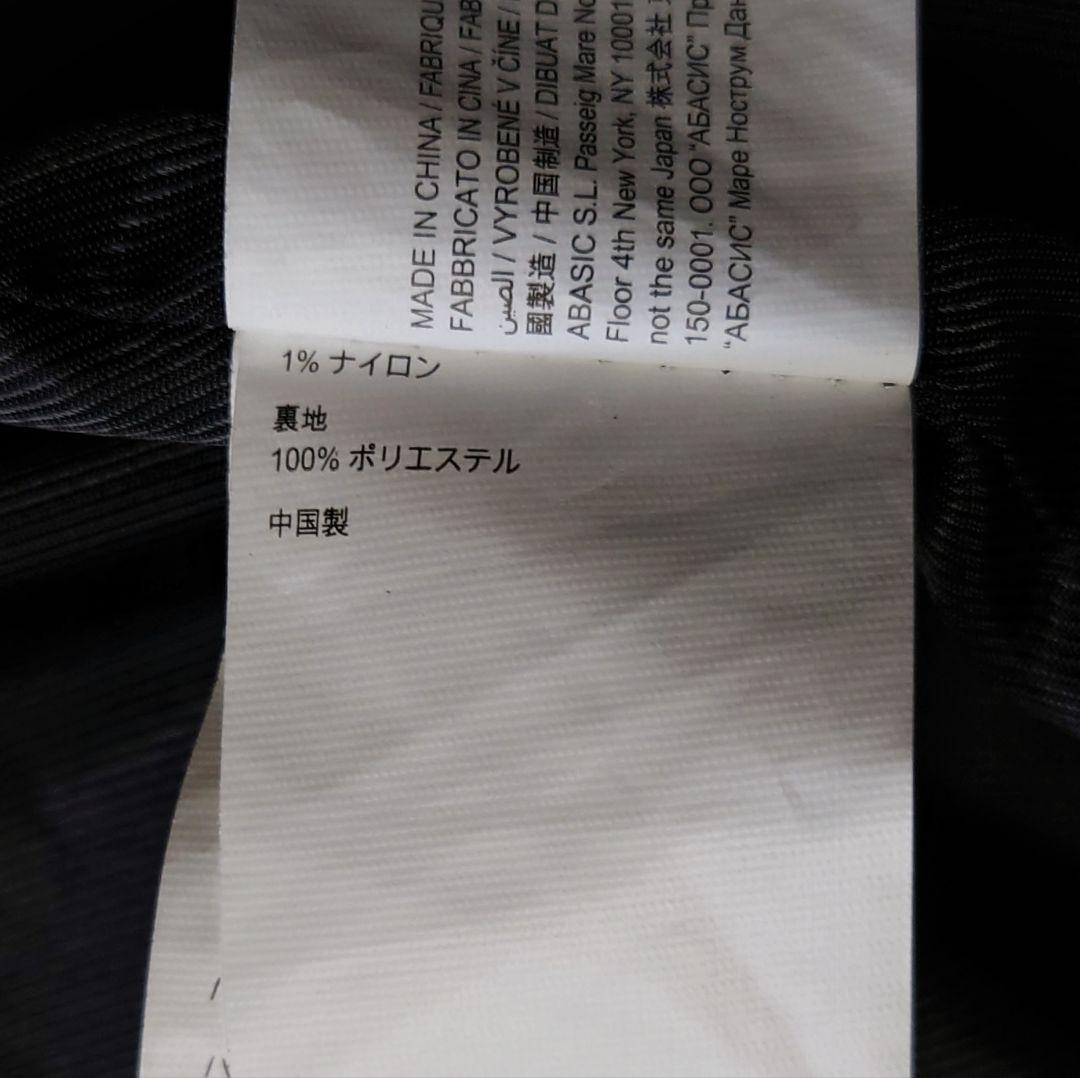 MADE IN CHINA / FABRIQU
FABBRICATO IN CINA / FAB
الصين / VYROBENÉ V ČÍNE /
國製造 / 中国制造 / DIBUAT D
ABASIC S.L. Passeig Mare No
Floor 4th New York, NY 10001
not the same Japan 株式会社
150-0001. ООО "АБАСИС" Пр
"АБАСИС" Маре Нострум Дан
1% ナイロン
裏地
100% ポリエステル
中国製